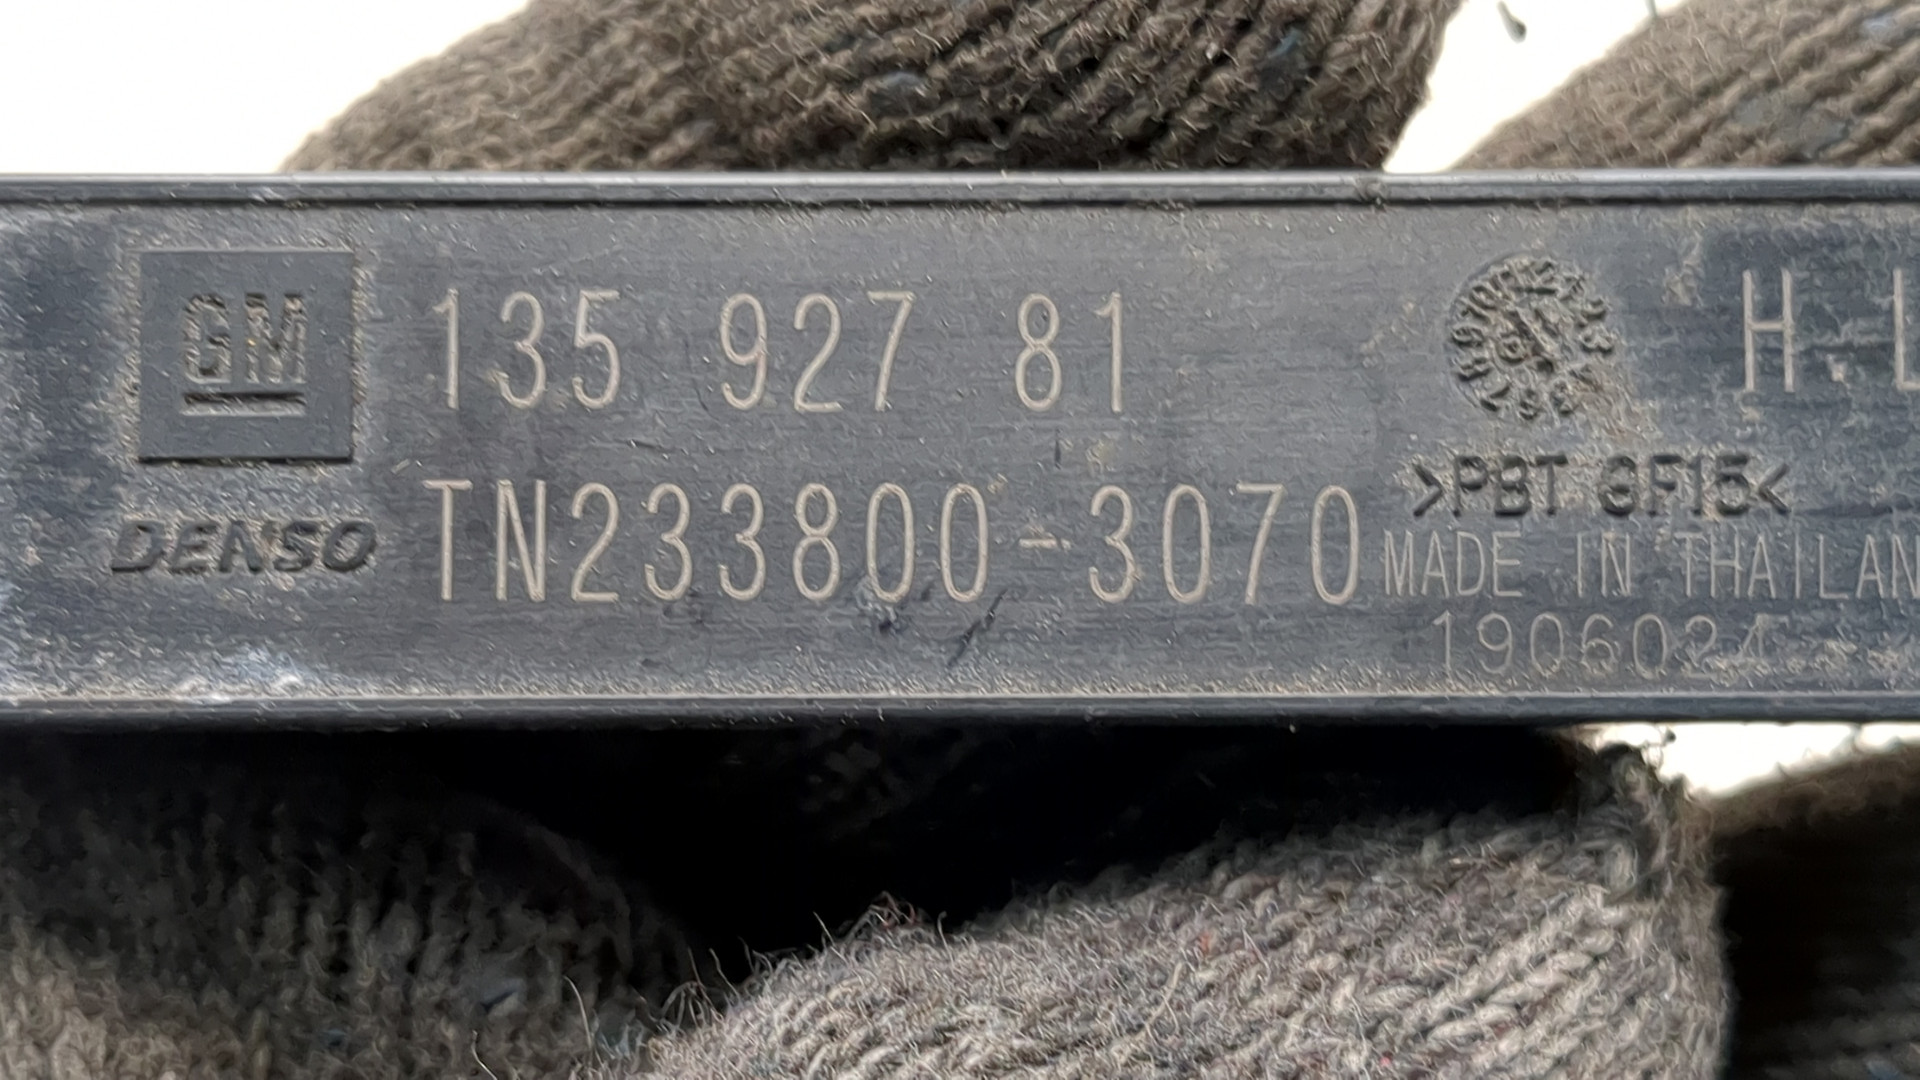 GM
135 927 81
H.L
DENSO
TN233800-3070
>PBT GF15<
MADE IN THAILAN
1906024